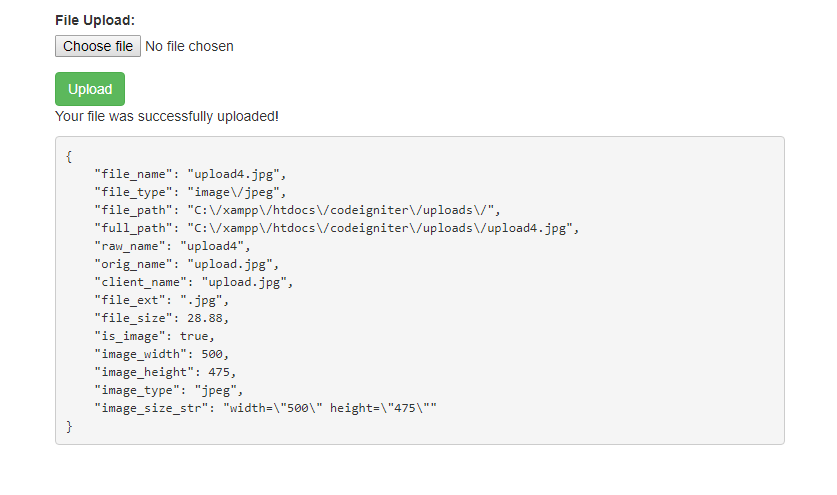 File Upload:
Choose file No file chosen
Upload
Your file was successfully uploaded!
{
    "file_name": "upload4.jpg",
    "file_type": "image\/jpeg",
    "file_path": "C:\/xampp\/htdocs\/codeigniter\/uploads\/",
    "full_path": "C:\/xampp\/htdocs\/codeigniter\/uploads\/upload4.jpg",
    "raw_name": "upload4",
    "orig_name": "upload.jpg",
    "client_name": "upload.jpg",
    "file_ext": ".jpg",
    "file_size": 28.88,
    "is_image": true,
    "image_width": 500,
    "image_height": 475,
    "image_type": "jpeg",
    "image_size_str": "width=\"500\" height=\"475\""
}